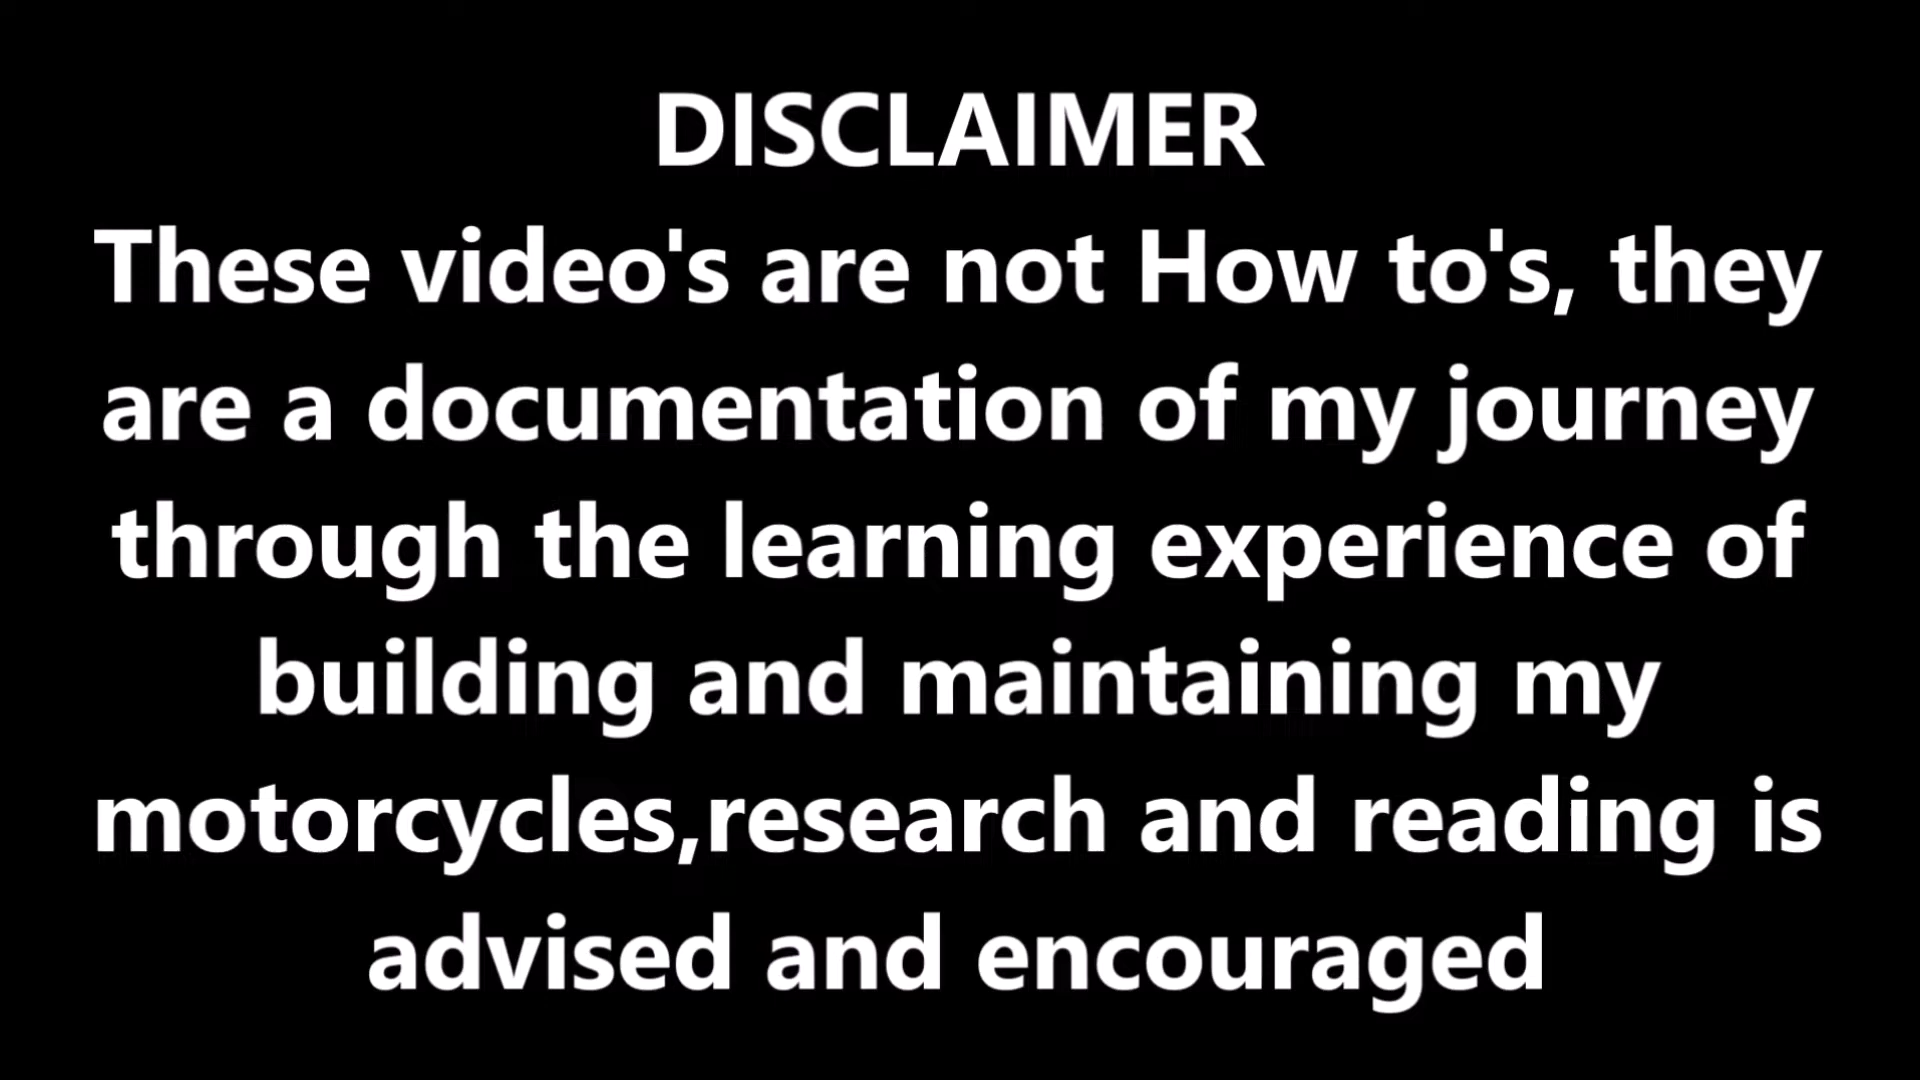 DISCLAIMER
These video's are not How to's, they
are a documentation of my journey
through the learning experience of
building and maintaining my
motorcycles,research and reading is
advised and encouraged